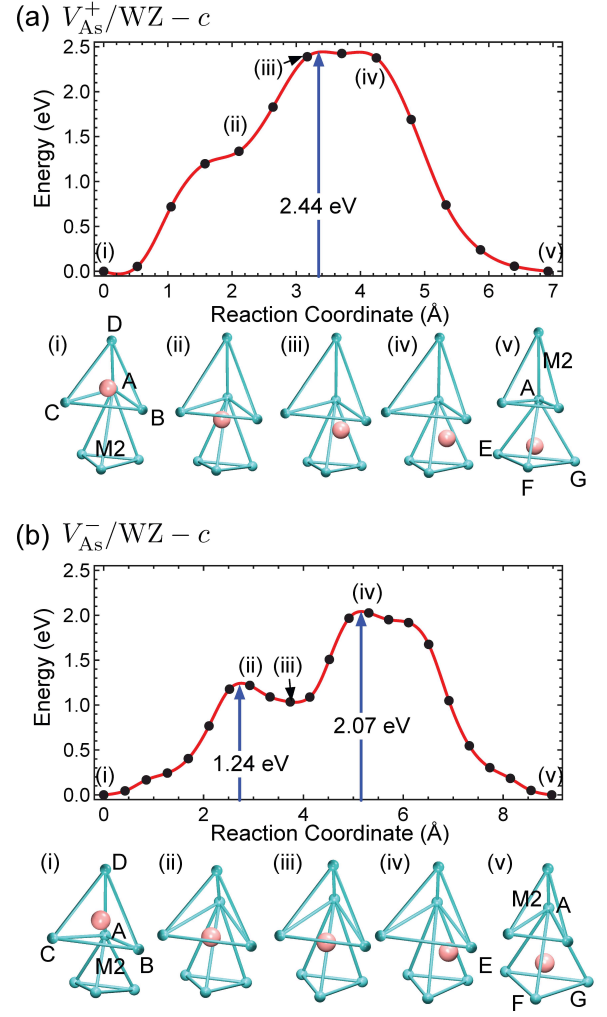 (a) V⁺_As/WZ − c
2.5
2.0
1.5
1.0
0.5
0.0
Energy (eV)
(i)
(ii)
(iii)
(iv)
(v)
2.44 eV
0 1 2 3 4 5 6 7
Reaction Coordinate (Å)
(i) (ii) (iii) (iv) (v)
D
A
C
B
M2
M2
A
E
F
G
(b) V⁻_As/WZ − c
2.5
2.0
1.5
1.0
0.5
0.0
Energy (eV)
(i)
(ii)
(iii)
(iv)
(v)
1.24 eV
2.07 eV
0 2 4 6 8
Reaction Coordinate (Å)
(i) (ii) (iii) (iv) (v)
D
A
C
B
M2
M2
A
E
F
G